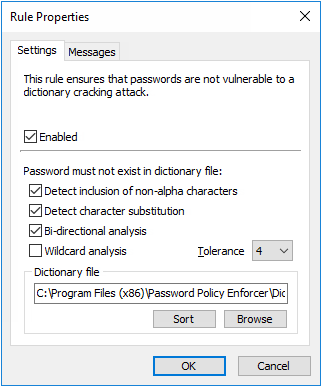 Rule Properties
Settings Messages
This rule ensures that passwords are not vulnerable to a
dictionary cracking attack.
Enabled
Password must not exist in dictionary file:
Detect inclusion of non-alpha characters
Detect character substitution
Bi-directional analysis
Wildcard analysis Tolerance 4
Dictionary file
C:\Program Files (x86)\Password Policy Enforcer\Dic
Sort Browse
OK Cancel